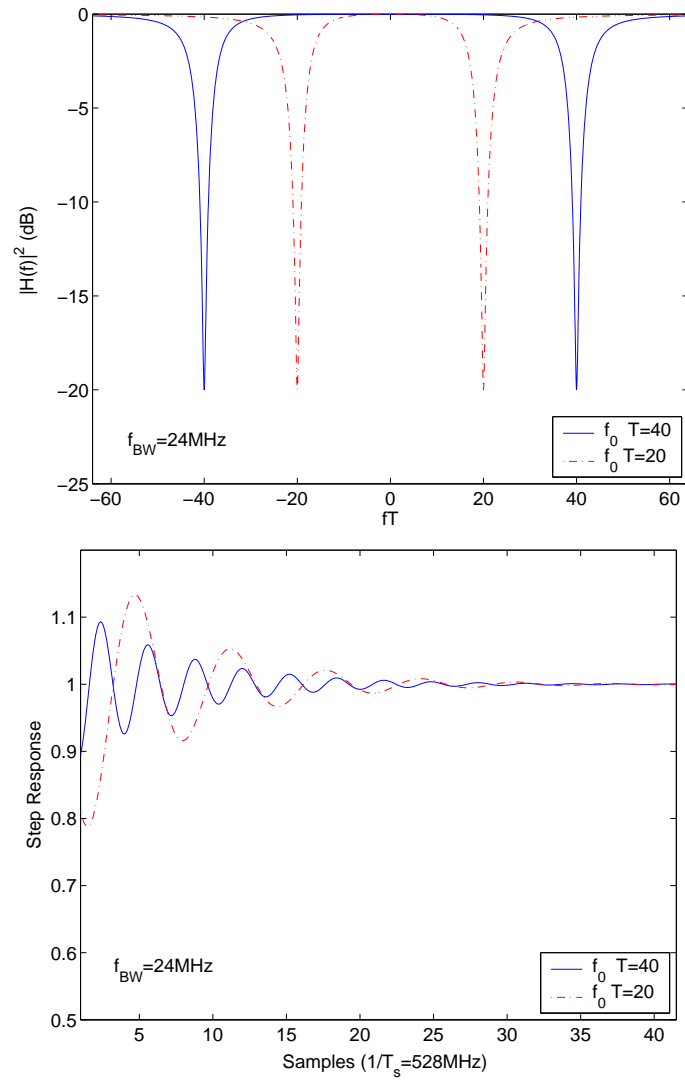 0
−5
−10
−15
−20
−25
|H(f)|² (dB)
f_BW=24MHz
f_0 T=40
f_0 T=20
−60 −40 −20 0 20 40 60
fT
1.1
1
0.9
0.8
0.7
0.6
0.5
Step Response
f_BW=24MHz
f_0 T=40
f_0 T=20
5 10 15 20 25 30 35 40
Samples (1/T_s=528MHz)